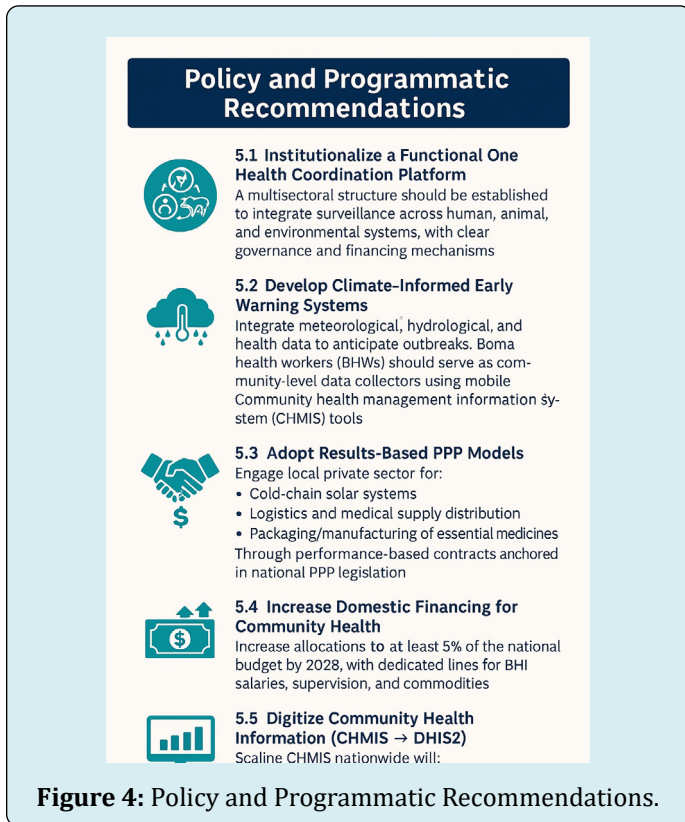 Policy and Programmatic
Recommendations
5.1 Institutionalize a Functional One
Health Coordination Platform
A multisectoral structure should be established
to integrate surveillance across human, animal,
and environmental systems, with clear
governance and financing mechanisms
5.2 Develop Climate-Informed Early
Warning Systems
Integrate meteorological, hydrological, and
health data to anticipate outbreaks. Boma
health workers (BHWs) should serve as com-
munity-level data collectors using mobile
Community health management information sy-
stem (CHMIS) tools
5.3 Adopt Results-Based PPP Models
Engage local private sector for:
• Cold-chain solar systems
• Logistics and medical supply distribution
• Packaging/manufacturing of essential medicines
Through performance-based contracts anchored
in national PPP legislation
$
5.4 Increase Domestic Financing for
Community Health
Increase allocations to at least 5% of the national
budget by 2028, with dedicated lines for BHI
salaries, supervision, and commodities
$
5.5 Digitize Community Health
Information (CHMIS → DHIS2)
Scaline CHMIS nationwide will:
Figure 4: Policy and Programmatic Recommendations.